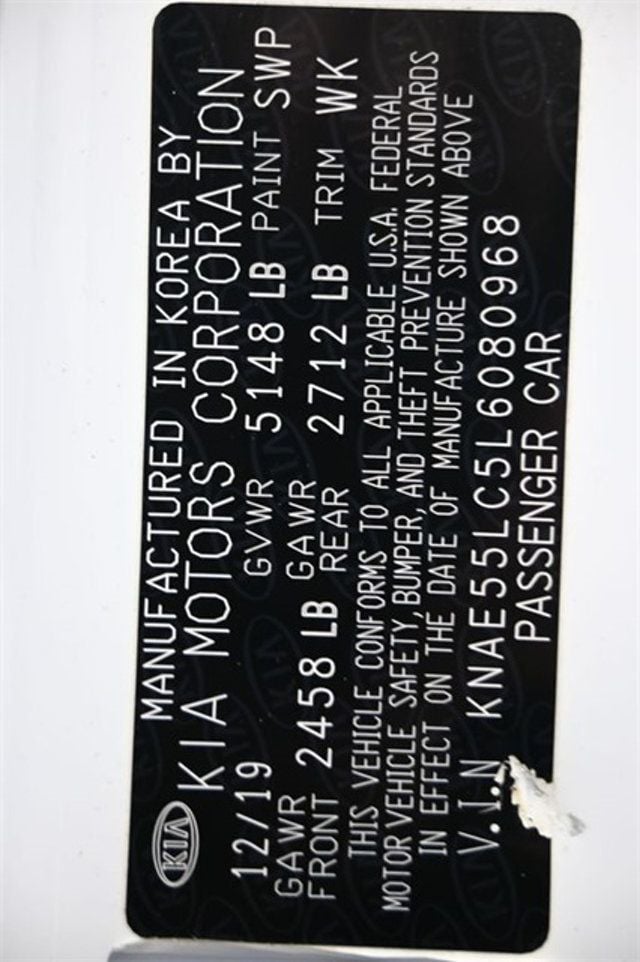 KIA
MANUFACTURED IN KOREA BY
KIA MOTORS CORPORATION
12/19 GVWR 5148 LB PAINT SWP
GAWR FRONT 2458 LB GAWR REAR 2712 LB TRIM WK
THIS VEHICLE CONFORMS TO ALL APPLICABLE U.S.A. FEDERAL
MOTOR VEHICLE SAFETY, BUMPER, AND THEFT PREVENTION STANDARDS
IN EFFECT ON THE DATE OF MANUFACTURE SHOWN ABOVE
V.I.N KNAE55LC5L6080968
PASSENGER CAR